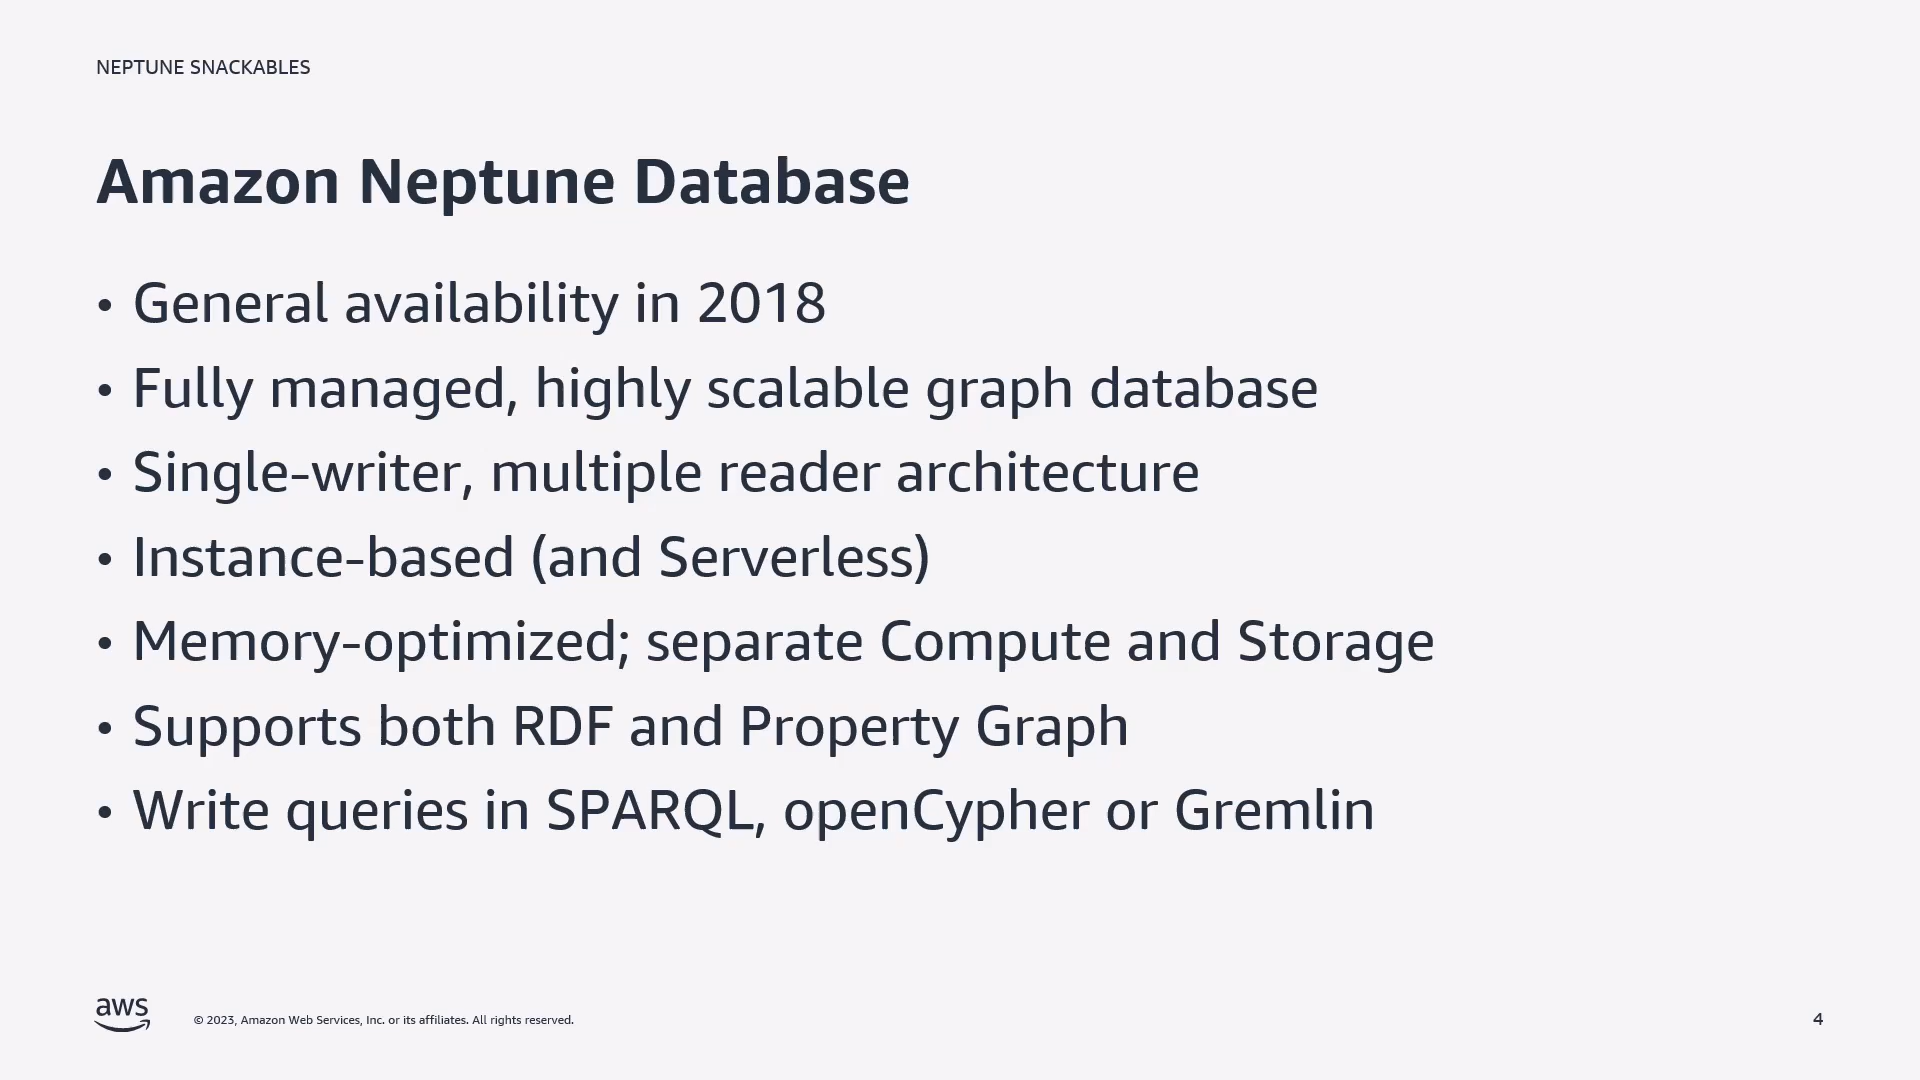 NEPTUNE SNACKABLES
Amazon Neptune Database
• General availability in 2018
• Fully managed, highly scalable graph database
• Single-writer, multiple reader architecture
• Instance-based (and Serverless)
• Memory-optimized; separate Compute and Storage
• Supports both RDF and Property Graph
• Write queries in SPARQL, openCypher or Gremlin
aws
© 2023, Amazon Web Services, Inc. or its affiliates. All rights reserved.
4